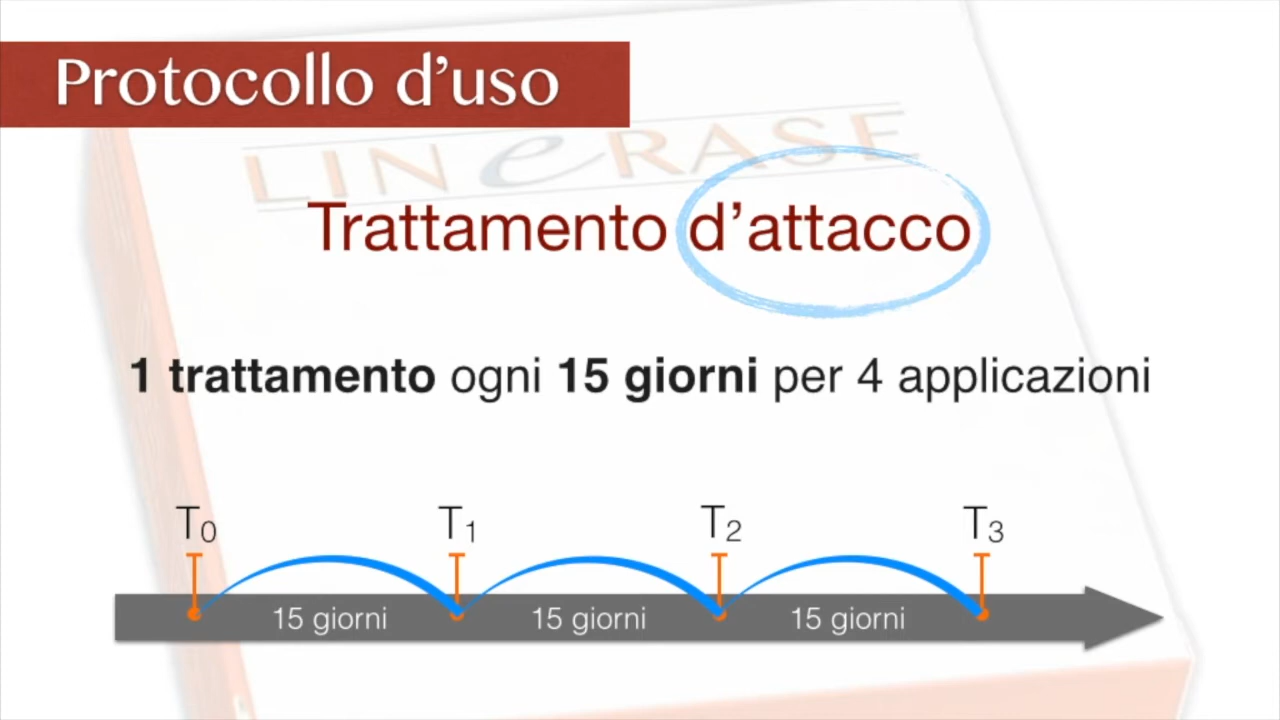 Protocollo d'uso
LINeRASE
Trattamento d'attacco
1 trattamento ogni 15 giorni per 4 applicazioni
T0 T1 T2 T3
15 giorni 15 giorni 15 giorni